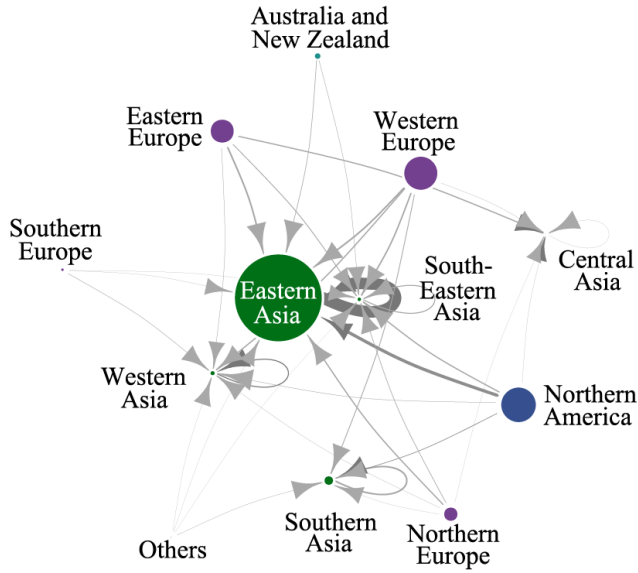 Australia and
New Zealand
Eastern
Europe
Western
Europe
Southern
Europe
Eastern
Asia
South-
Eastern
Asia
Central
Asia
Western
Asia
Northern
America
Southern
Asia
Northern
Europe
Others